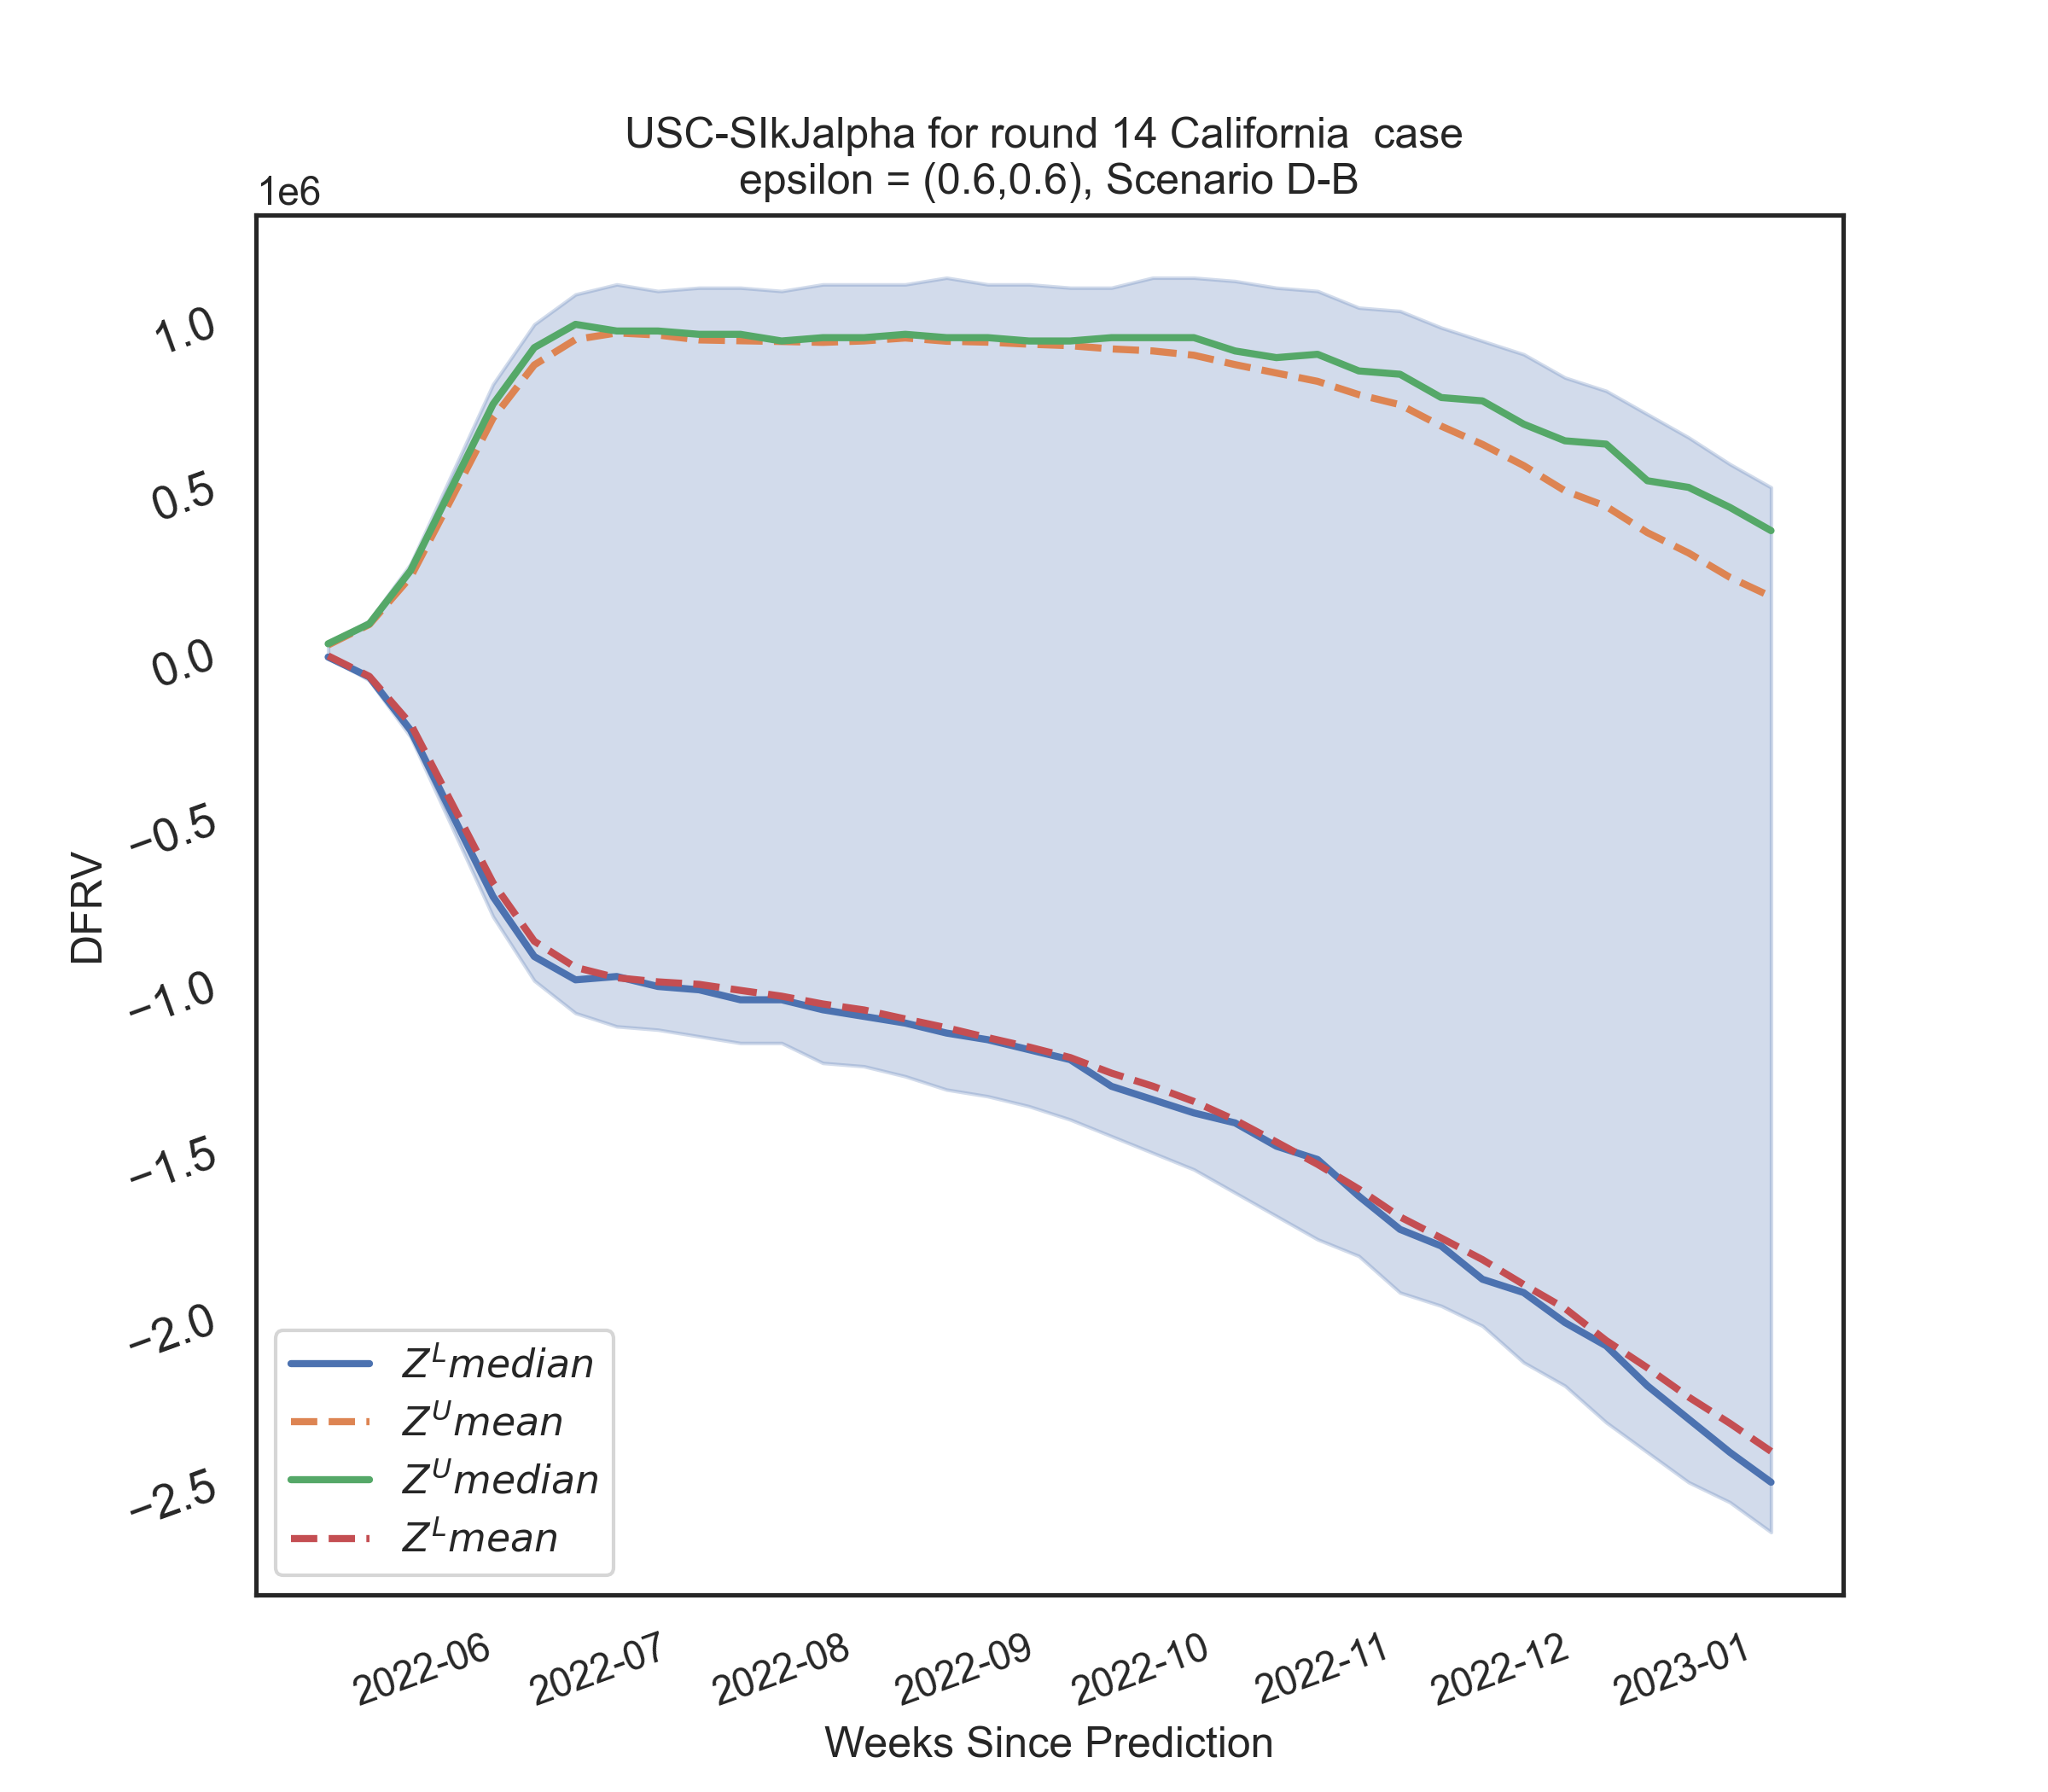 USC-SIkJalpha for round 14 California  case
epsilon = (0.6,0.6), Scenario D-B
1e6
1.0
0.5
0.0
−0.5
−1.0
−1.5
−2.0
−2.5
DFRV
Z^L median
Z^U mean
Z^U median
Z^L mean
2022-06
2022-07
2022-08
2022-09
2022-10
2022-11
2022-12
2023-01
Weeks Since Prediction